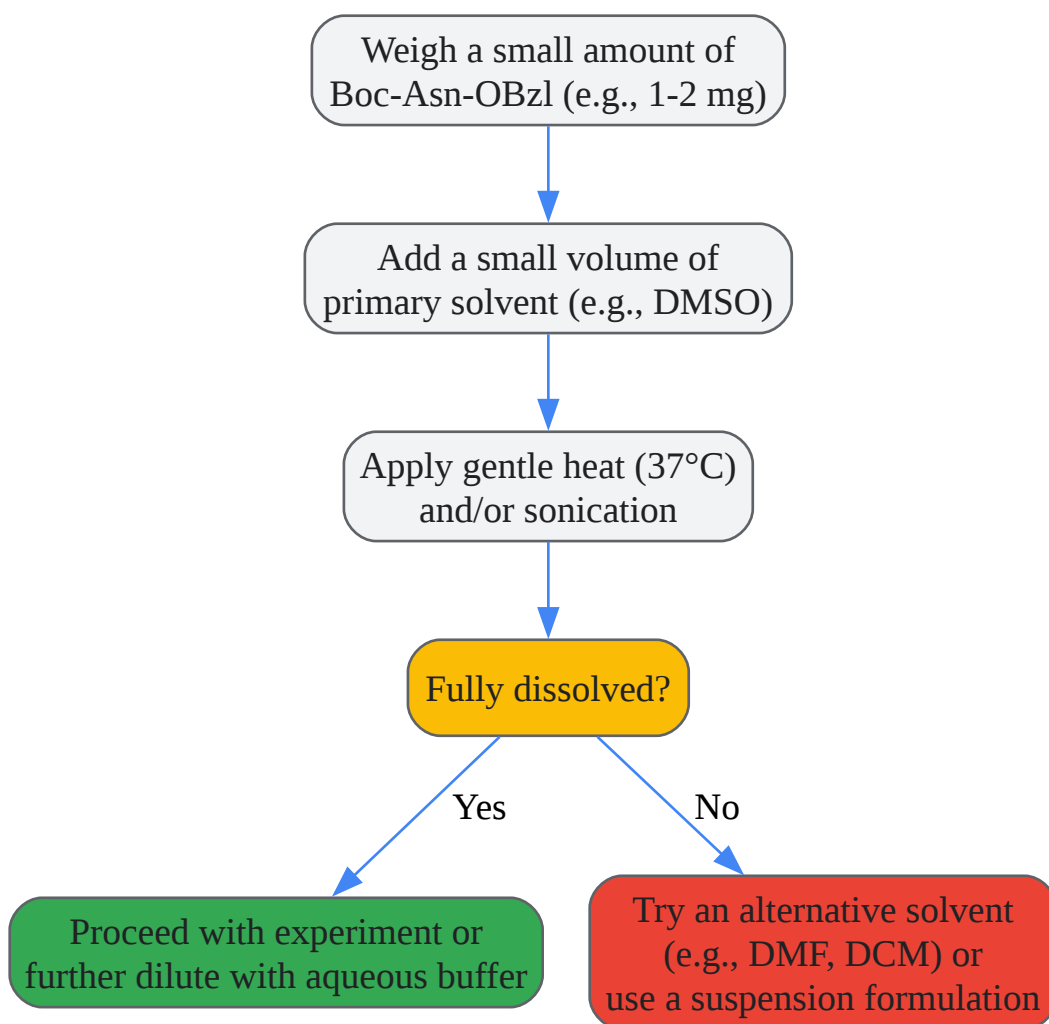 Weigh a small amount of
Boc-Asn-OBzl (e.g., 1-2 mg)
Add a small volume of
primary solvent (e.g., DMSO)
Apply gentle heat (37°C)
and/or sonication
Fully dissolved?
Yes
No
Proceed with experiment or
further dilute with aqueous buffer
Try an alternative solvent
(e.g., DMF, DCM) or
use a suspension formulation